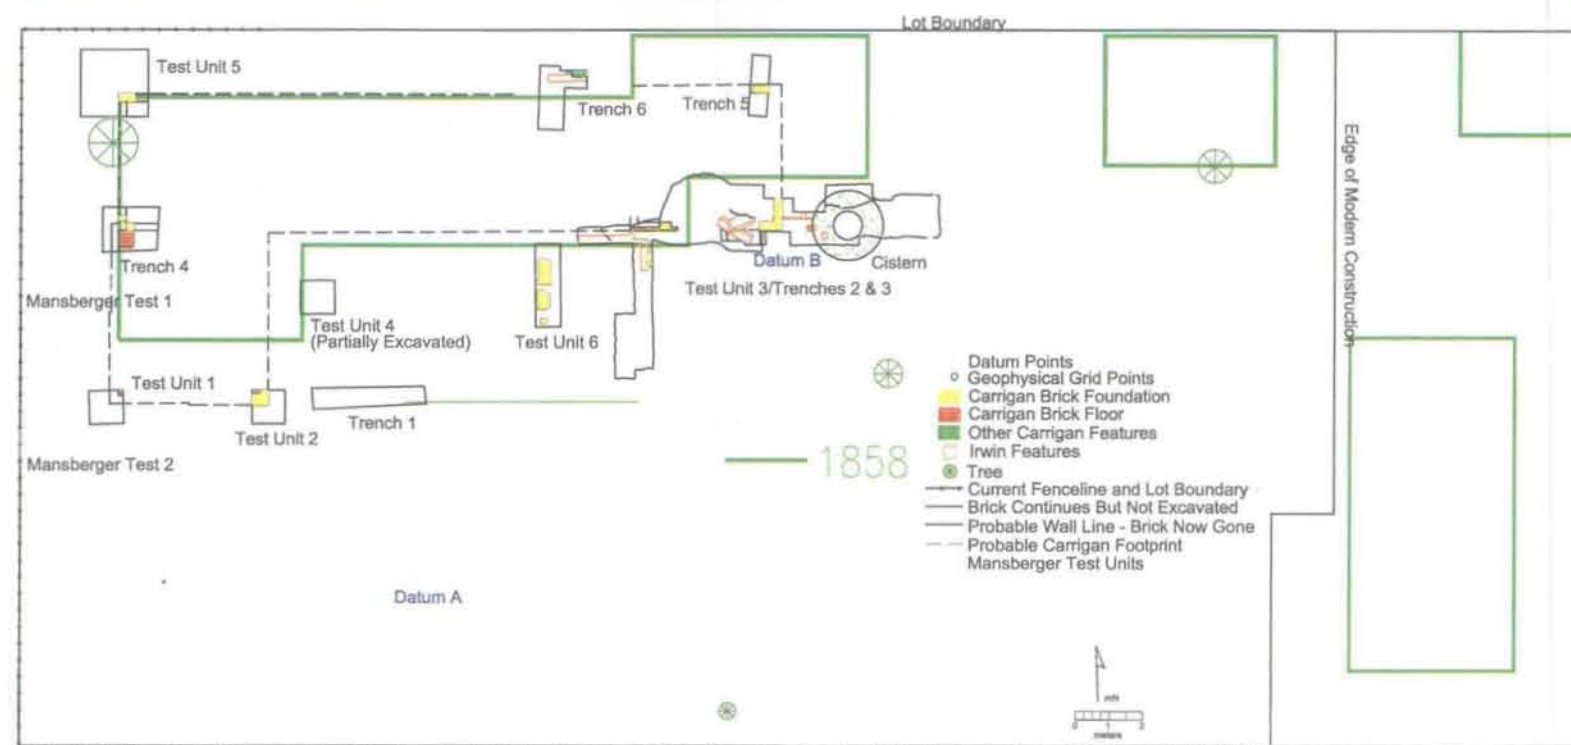 Lot Boundary
Test Unit 5
Trench 6
Trench 5
Edge of Modern Construction
Trench 4
Datum B
Cistern
Mansberger Test 1
Test Unit 3/Trenches 2 & 3
Test Unit 4
(Partially Excavated)
Test Unit 6
Test Unit 1
Trench 1
Test Unit 2
Mansberger Test 2
1858
Datum Points
Geophysical Grid Points
Carrigan Brick Foundation
Carrigan Brick Floor
Other Carrigan Features
Irwin Features
Tree
Current Fenceline and Lot Boundary
Brick Continues But Not Excavated
Probable Wall Line - Brick Now Gone
Probable Carrigan Footprint
Mansberger Test Units
Datum A
mN
0 1 2
meters